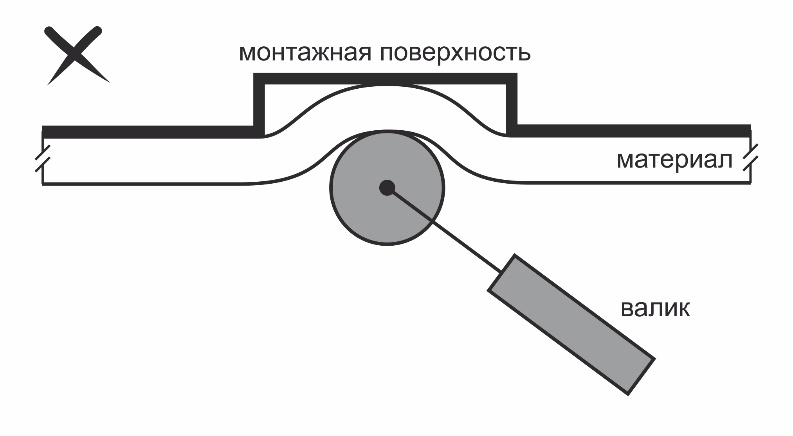 монтажная поверхность
материал
валик